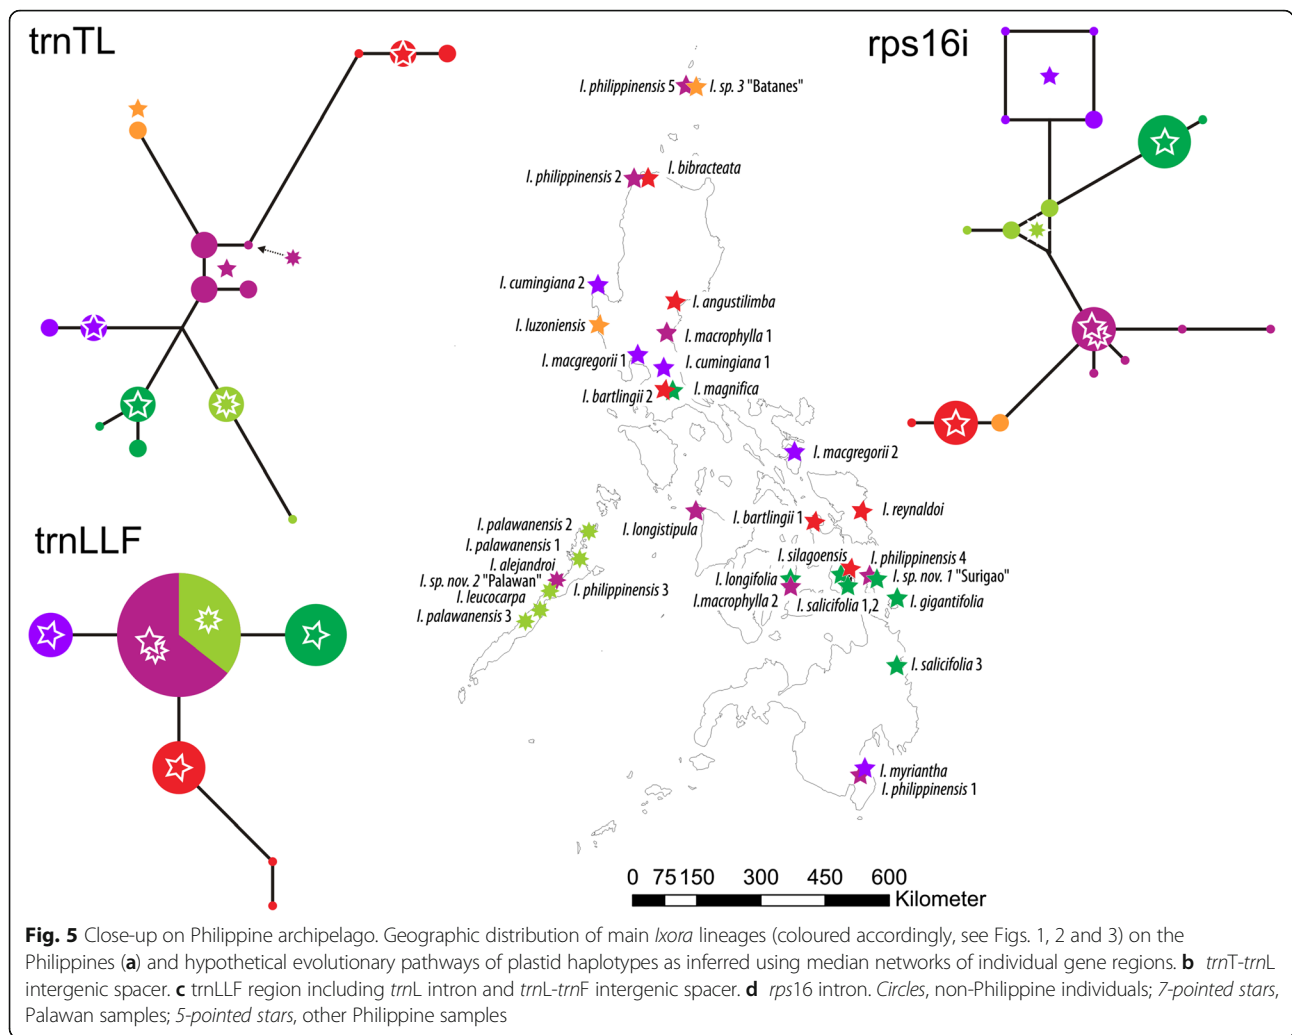 trnTL
rps16i
I. philippinensis 5
I. sp. 3 "Batanes"
I. philippinensis 2
I. bibracteata
I. cumingiana 2
I. angustilimba
I. luzoniensis
I. macrophylla 1
I. macgregorii 1
I. cumingiana 1
I. bartlingii 2
I. magnifica
I. macgregorii 2
trnLLF
I. palawanensis 2
I. longistipula
I. bartlingii 1
I. reynaldoi
I. palawanensis 1
I. alejandroi
I. silagoensis
I. philippinensis 4
I. sp. nov. 2 "Palawan"
I. philippinensis 3
I. longifolia
I. sp. nov. 1 "Surigao"
I. leucocarpa
I.macrophylla 2
I. salicifolia 1,2
I. gigantifolia
I. palawanensis 3
I. salicifolia 3
I. myriantha
I. philippinensis 1
0 75 150 300 450 600
Kilometer
Fig. 5 Close-up on Philippine archipelago. Geographic distribution of main Ixora lineages (coloured accordingly, see Figs. 1, 2 and 3) on the
Philippines (a) and hypothetical evolutionary pathways of plastid haplotypes as inferred using median networks of individual gene regions. b trnT-trnL
intergenic spacer. c trnLLF region including trnL intron and trnL-trnF intergenic spacer. d rps16 intron. Circles, non-Philippine individuals; 7-pointed stars,
Palawan samples; 5-pointed stars, other Philippine samples